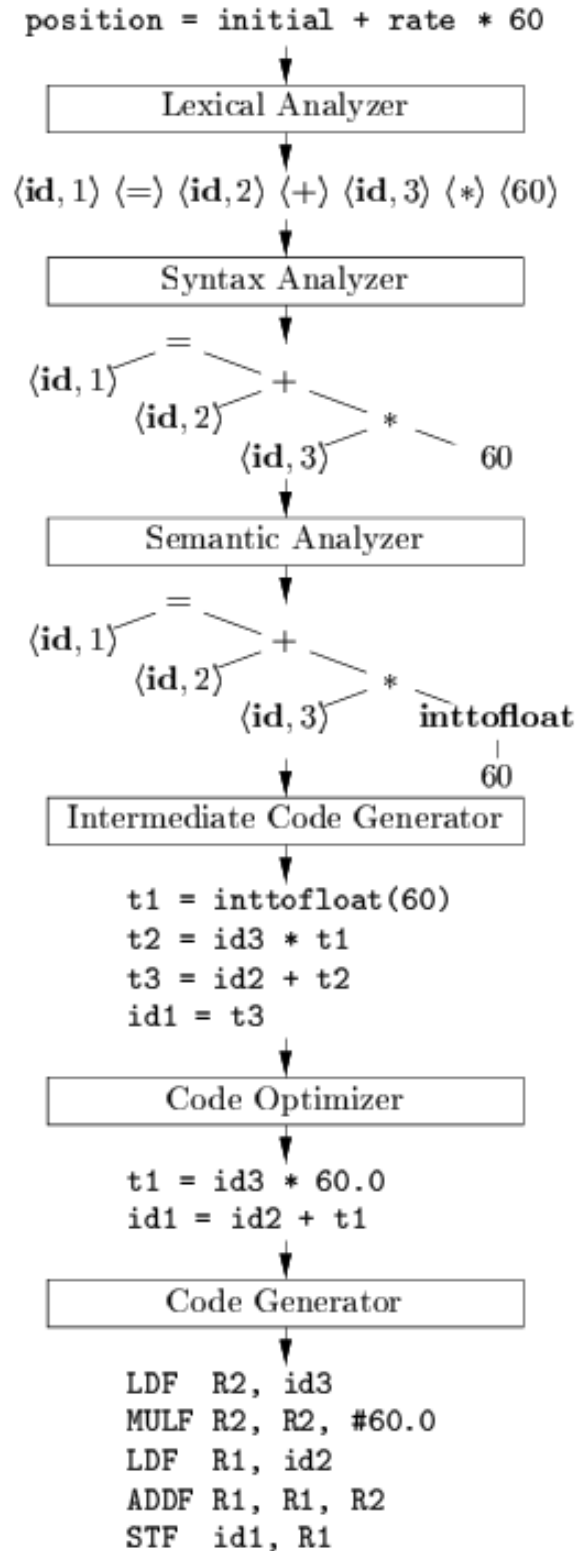 position = initial + rate * 60
Lexical Analyzer
⟨id, 1⟩ ⟨=⟩ ⟨id, 2⟩ ⟨+⟩ ⟨id, 3⟩ ⟨*⟩ ⟨60⟩
Syntax Analyzer
=
⟨id, 1⟩ +
⟨id, 2⟩ *
⟨id, 3⟩ 60
Semantic Analyzer
=
⟨id, 1⟩ +
⟨id, 2⟩ *
⟨id, 3⟩ inttofloat
60
Intermediate Code Generator
t1 = inttofloat(60)
t2 = id3 * t1
t3 = id2 + t2
id1 = t3
Code Optimizer
t1 = id3 * 60.0
id1 = id2 + t1
Code Generator
LDF R2, id3
MULF R2, R2, #60.0
LDF R1, id2
ADDF R1, R1, R2
STF id1, R1